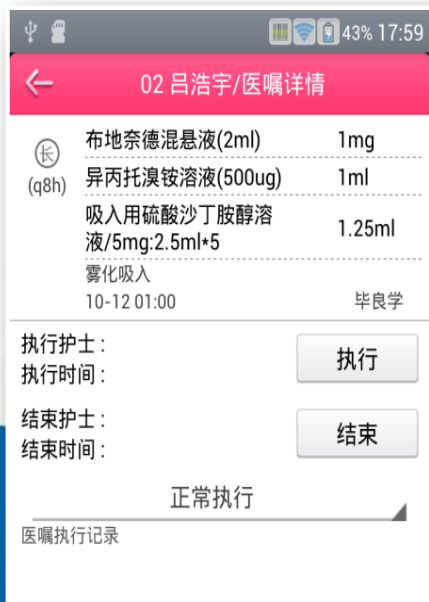 43% 17:59
02 吕浩宇/医嘱详情
长
(q8h)
布地奈德混悬液(2ml) 1mg
异丙托溴铵溶液(500ug) 1ml
吸入用硫酸沙丁胺醇溶
液/5mg:2.5ml*5 1.25ml
雾化吸入
10-12 01:00 毕良学
执行护士 :
执行时间 :
执行
结束护士 :
结束时间 :
结束
正常执行
医嘱执行记录